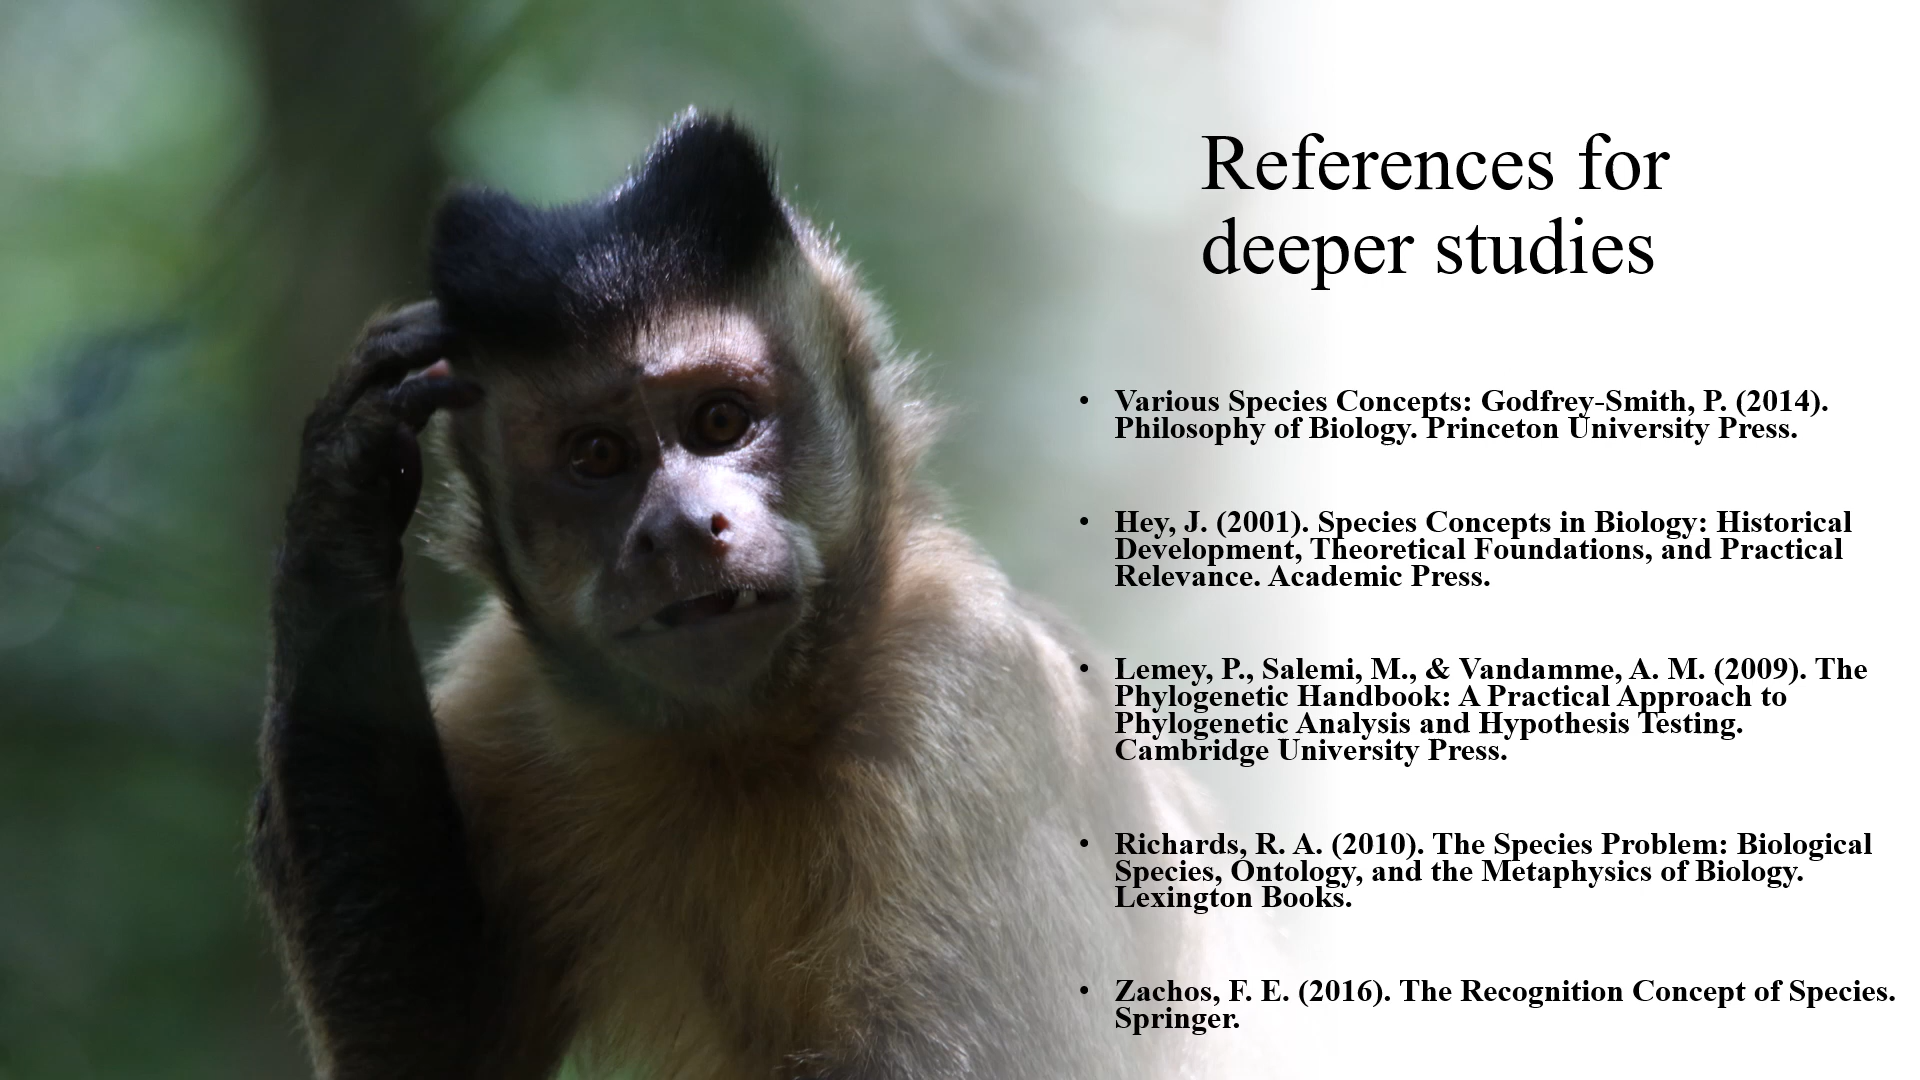 References for
deeper studies
• Various Species Concepts: Godfrey-Smith, P. (2014).
Philosophy of Biology. Princeton University Press.
• Hey, J. (2001). Species Concepts in Biology: Historical
Development, Theoretical Foundations, and Practical
Relevance. Academic Press.
• Lemey, P., Salemi, M., & Vandamme, A. M. (2009). The
Phylogenetic Handbook: A Practical Approach to
Phylogenetic Analysis and Hypothesis Testing.
Cambridge University Press.
• Richards, R. A. (2010). The Species Problem: Biological
Species, Ontology, and the Metaphysics of Biology.
Lexington Books.
• Zachos, F. E. (2016). The Recognition Concept of Species.
Springer.